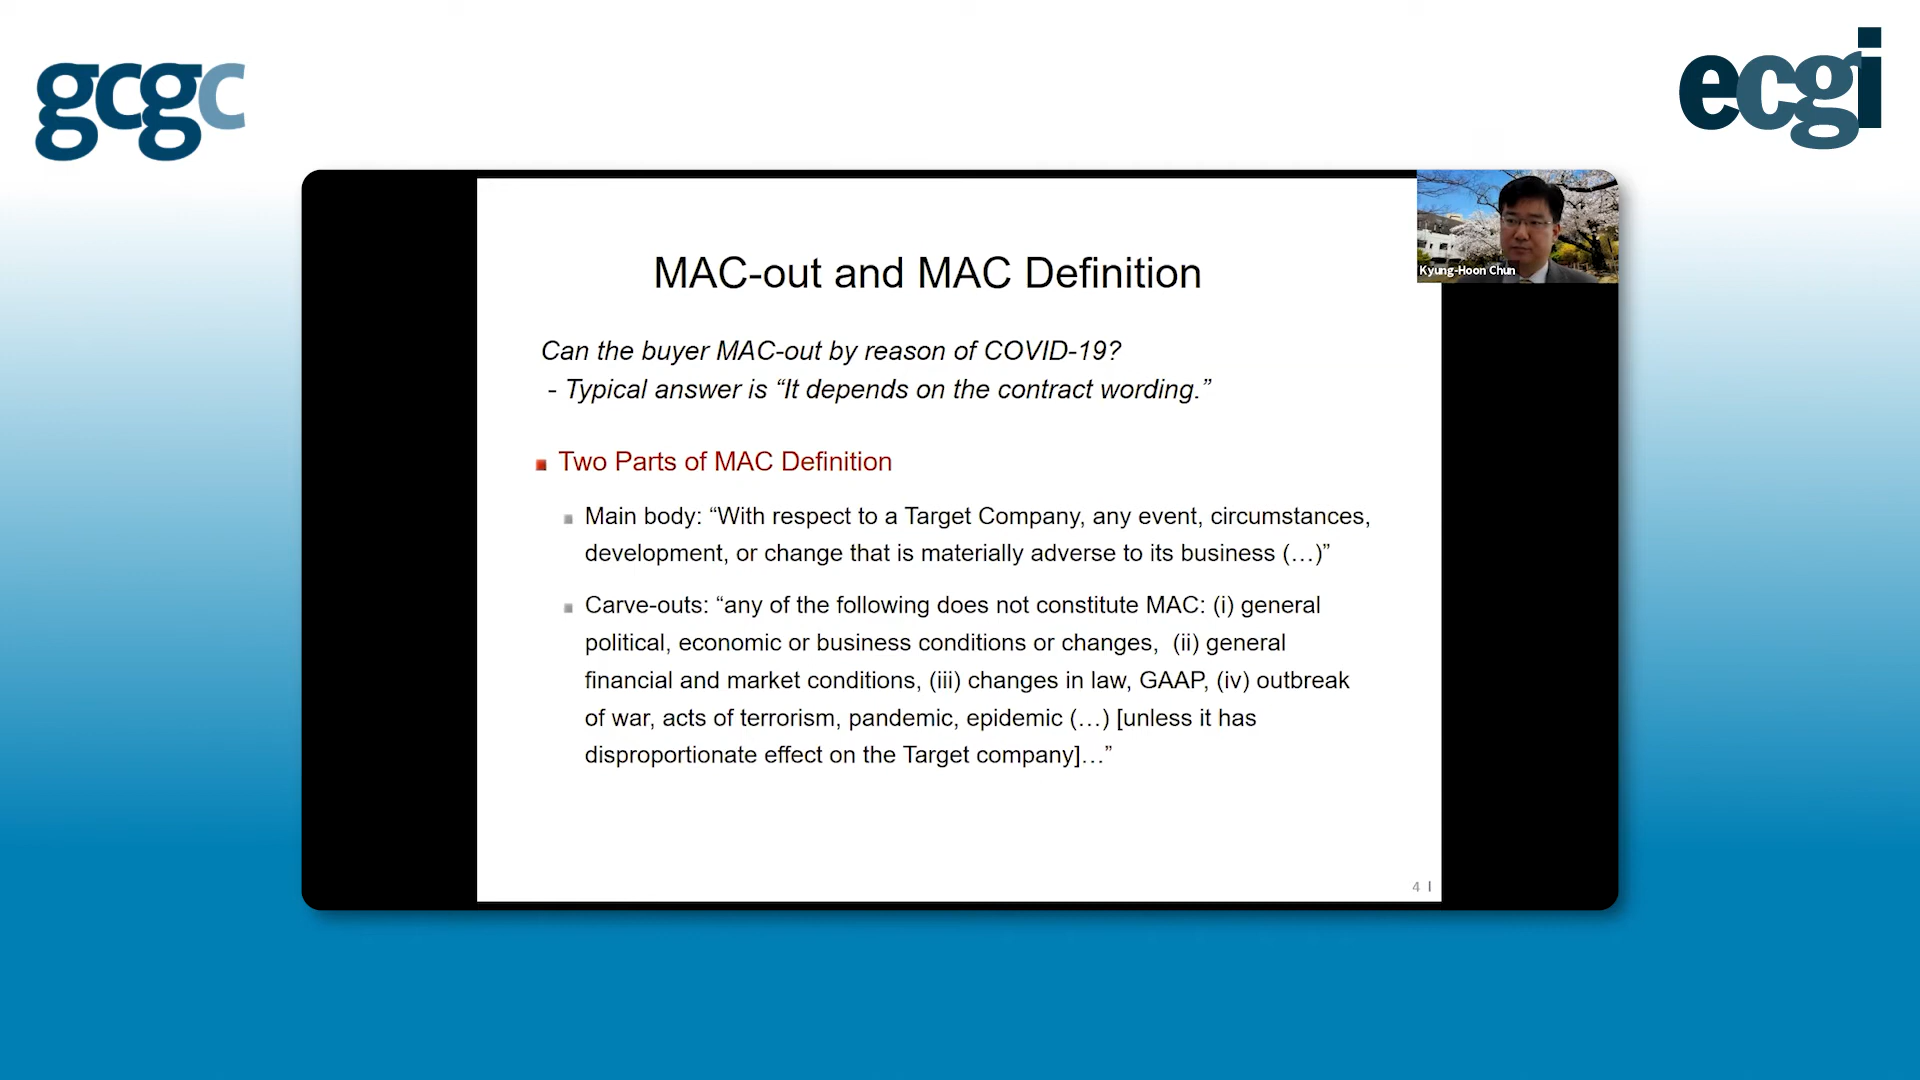 gcgc
ecgi
Kyung-Hoon Chun
MAC-out and MAC Definition
Can the buyer MAC-out by reason of COVID-19?
- Typical answer is “It depends on the contract wording.”
Two Parts of MAC Definition
Main body: “With respect to a Target Company, any event, circumstances,
development, or change that is materially adverse to its business (…)”
Carve-outs: “any of the following does not constitute MAC: (i) general
political, economic or business conditions or changes, (ii) general
financial and market conditions, (iii) changes in law, GAAP, (iv) outbreak
of war, acts of terrorism, pandemic, epidemic (…) [unless it has
disproportionate effect on the Target company]…”
4 |